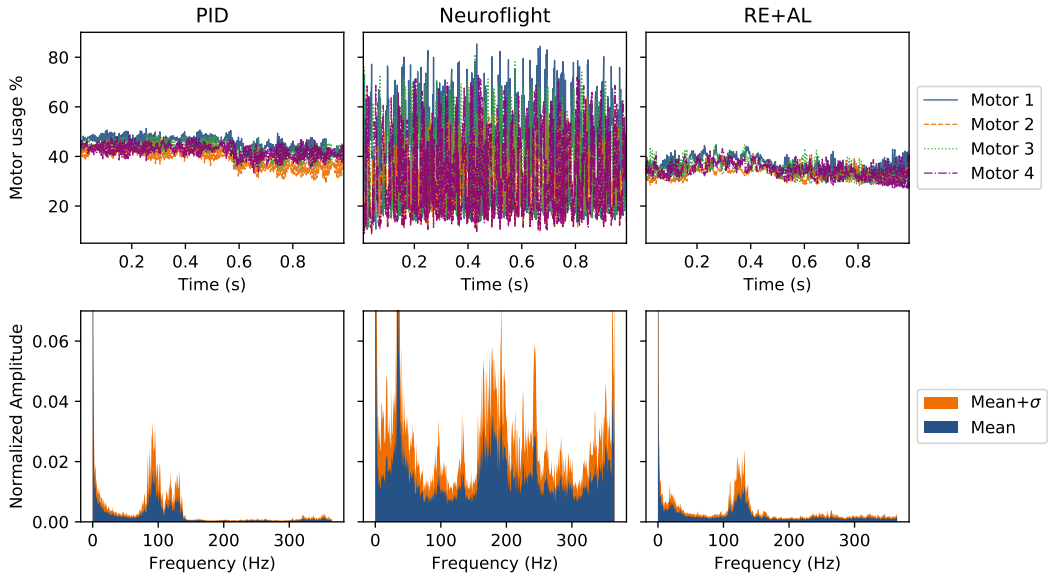 PID Neuroflight RE+AL
Motor usage %
80
60
40
20
0.2 0.4 0.6 0.8 0.2 0.4 0.6 0.8 0.2 0.4 0.6 0.8
Time (s) Time (s) Time (s)
Motor 1
Motor 2
Motor 3
Motor 4
Normalized Amplitude
0.06
0.04
0.02
0.00
0 100 200 300 0 100 200 300 0 100 200 300
Frequency (Hz) Frequency (Hz) Frequency (Hz)
Mean+σ
Mean